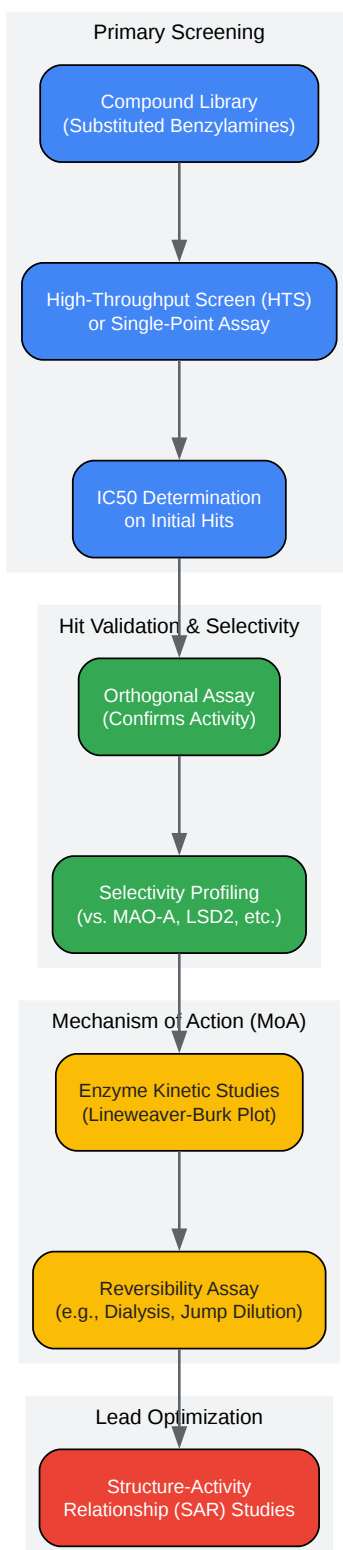 Primary Screening
Compound Library
(Substituted Benzylamines)
High-Throughput Screen (HTS)
or Single-Point Assay
IC50 Determination
on Initial Hits
Hit Validation & Selectivity
Orthogonal Assay
(Confirms Activity)
Selectivity Profiling
(vs. MAO-A, LSD2, etc.)
Mechanism of Action (MoA)
Enzyme Kinetic Studies
(Lineweaver-Burk Plot)
Reversibility Assay
(e.g., Dialysis, Jump Dilution)
Lead Optimization
Structure-Activity
Relationship (SAR) Studies